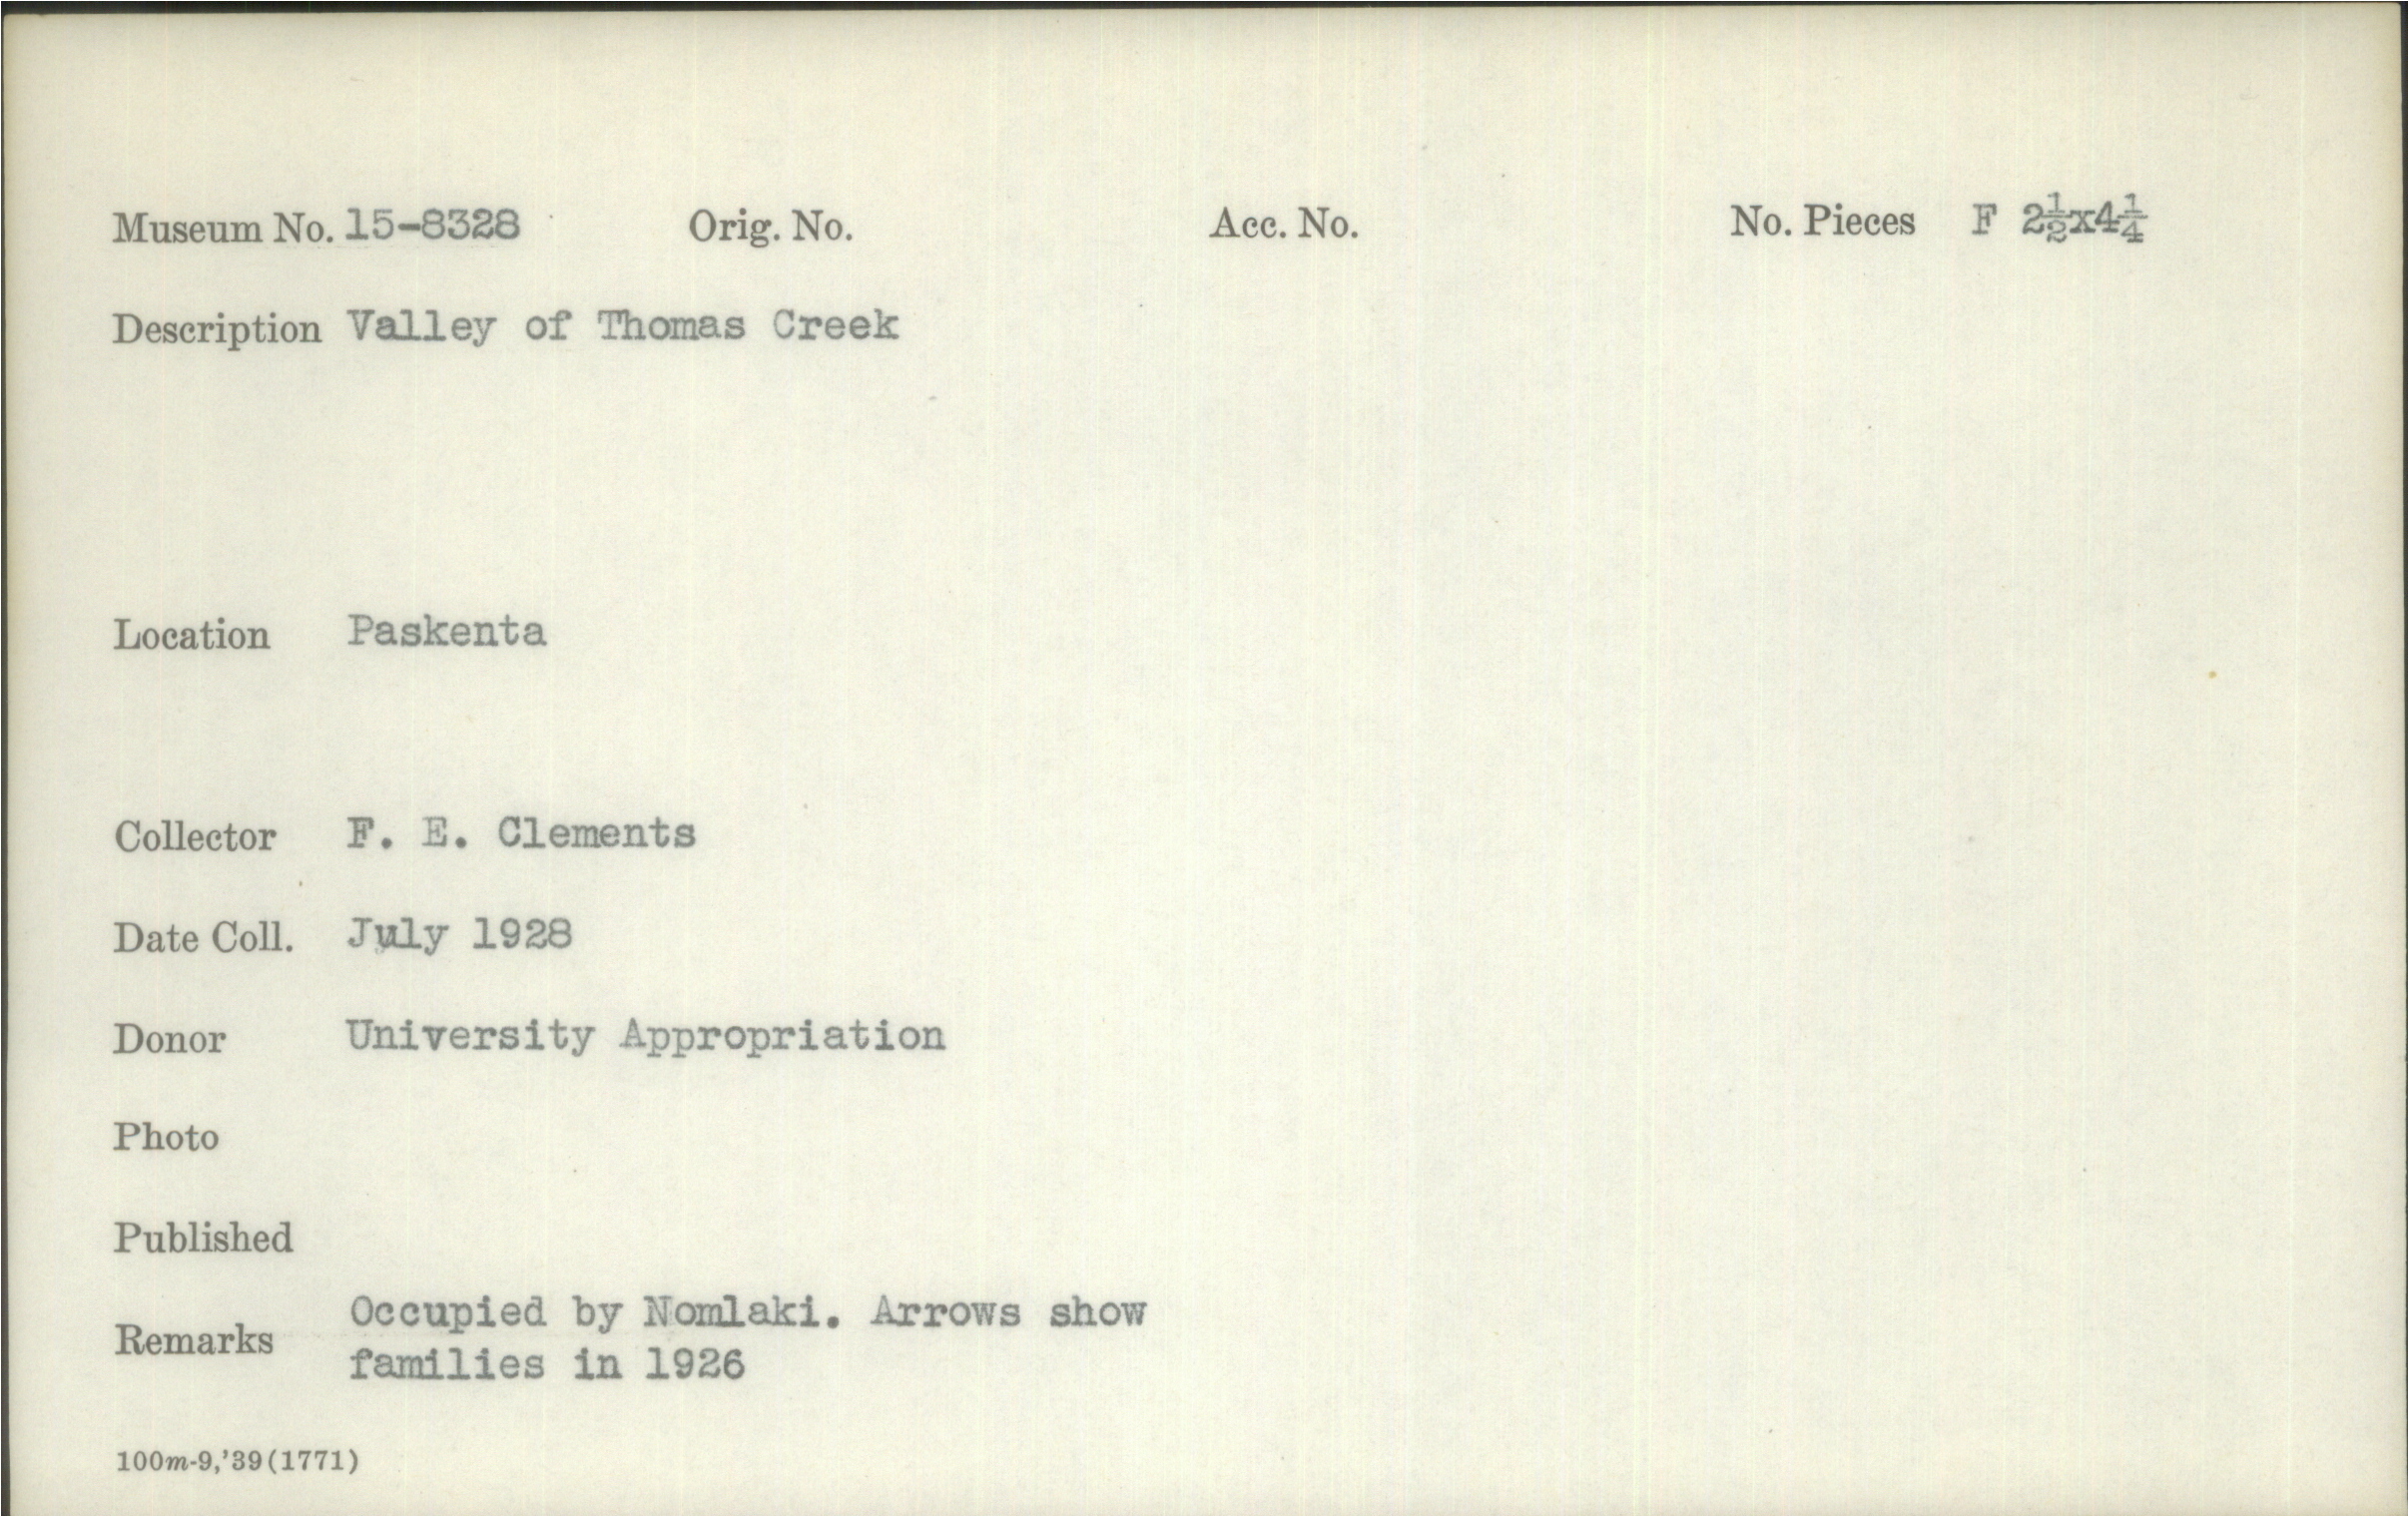 Museum No. 15-8328 Orig. No. Acc. No. No. Pieces F 2½x4¼
Description Valley of Thomas Creek
Location Paskenta
Collector F. E. Clements
Date Coll. July 1928
Donor University Appropriation
Photo
Published
Remarks Occupied by Nomlaki. Arrows show
families in 1926
100m-9,'39(1771)